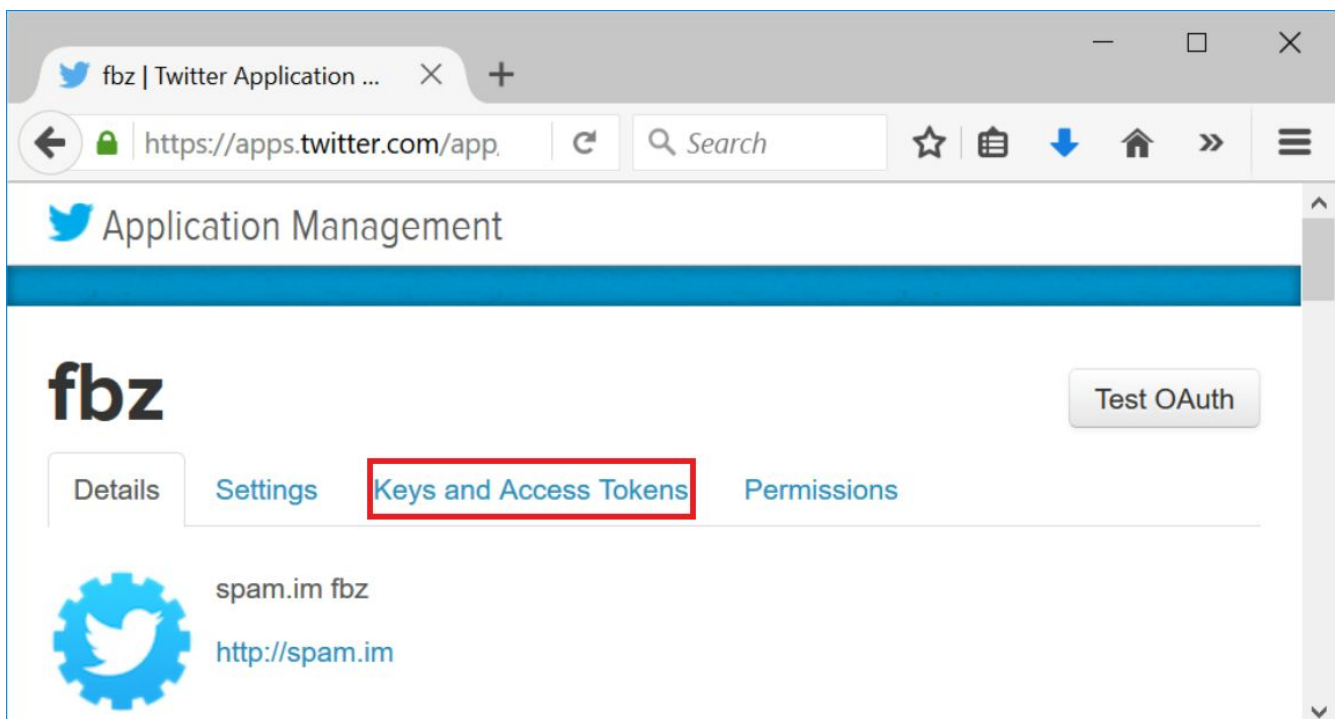 fbz | Twitter Application ...
https://apps.twitter.com/app
Search
Application Management
fbz
Test OAuth
Details Settings Keys and Access Tokens Permissions
spam.im fbz
http://spam.im